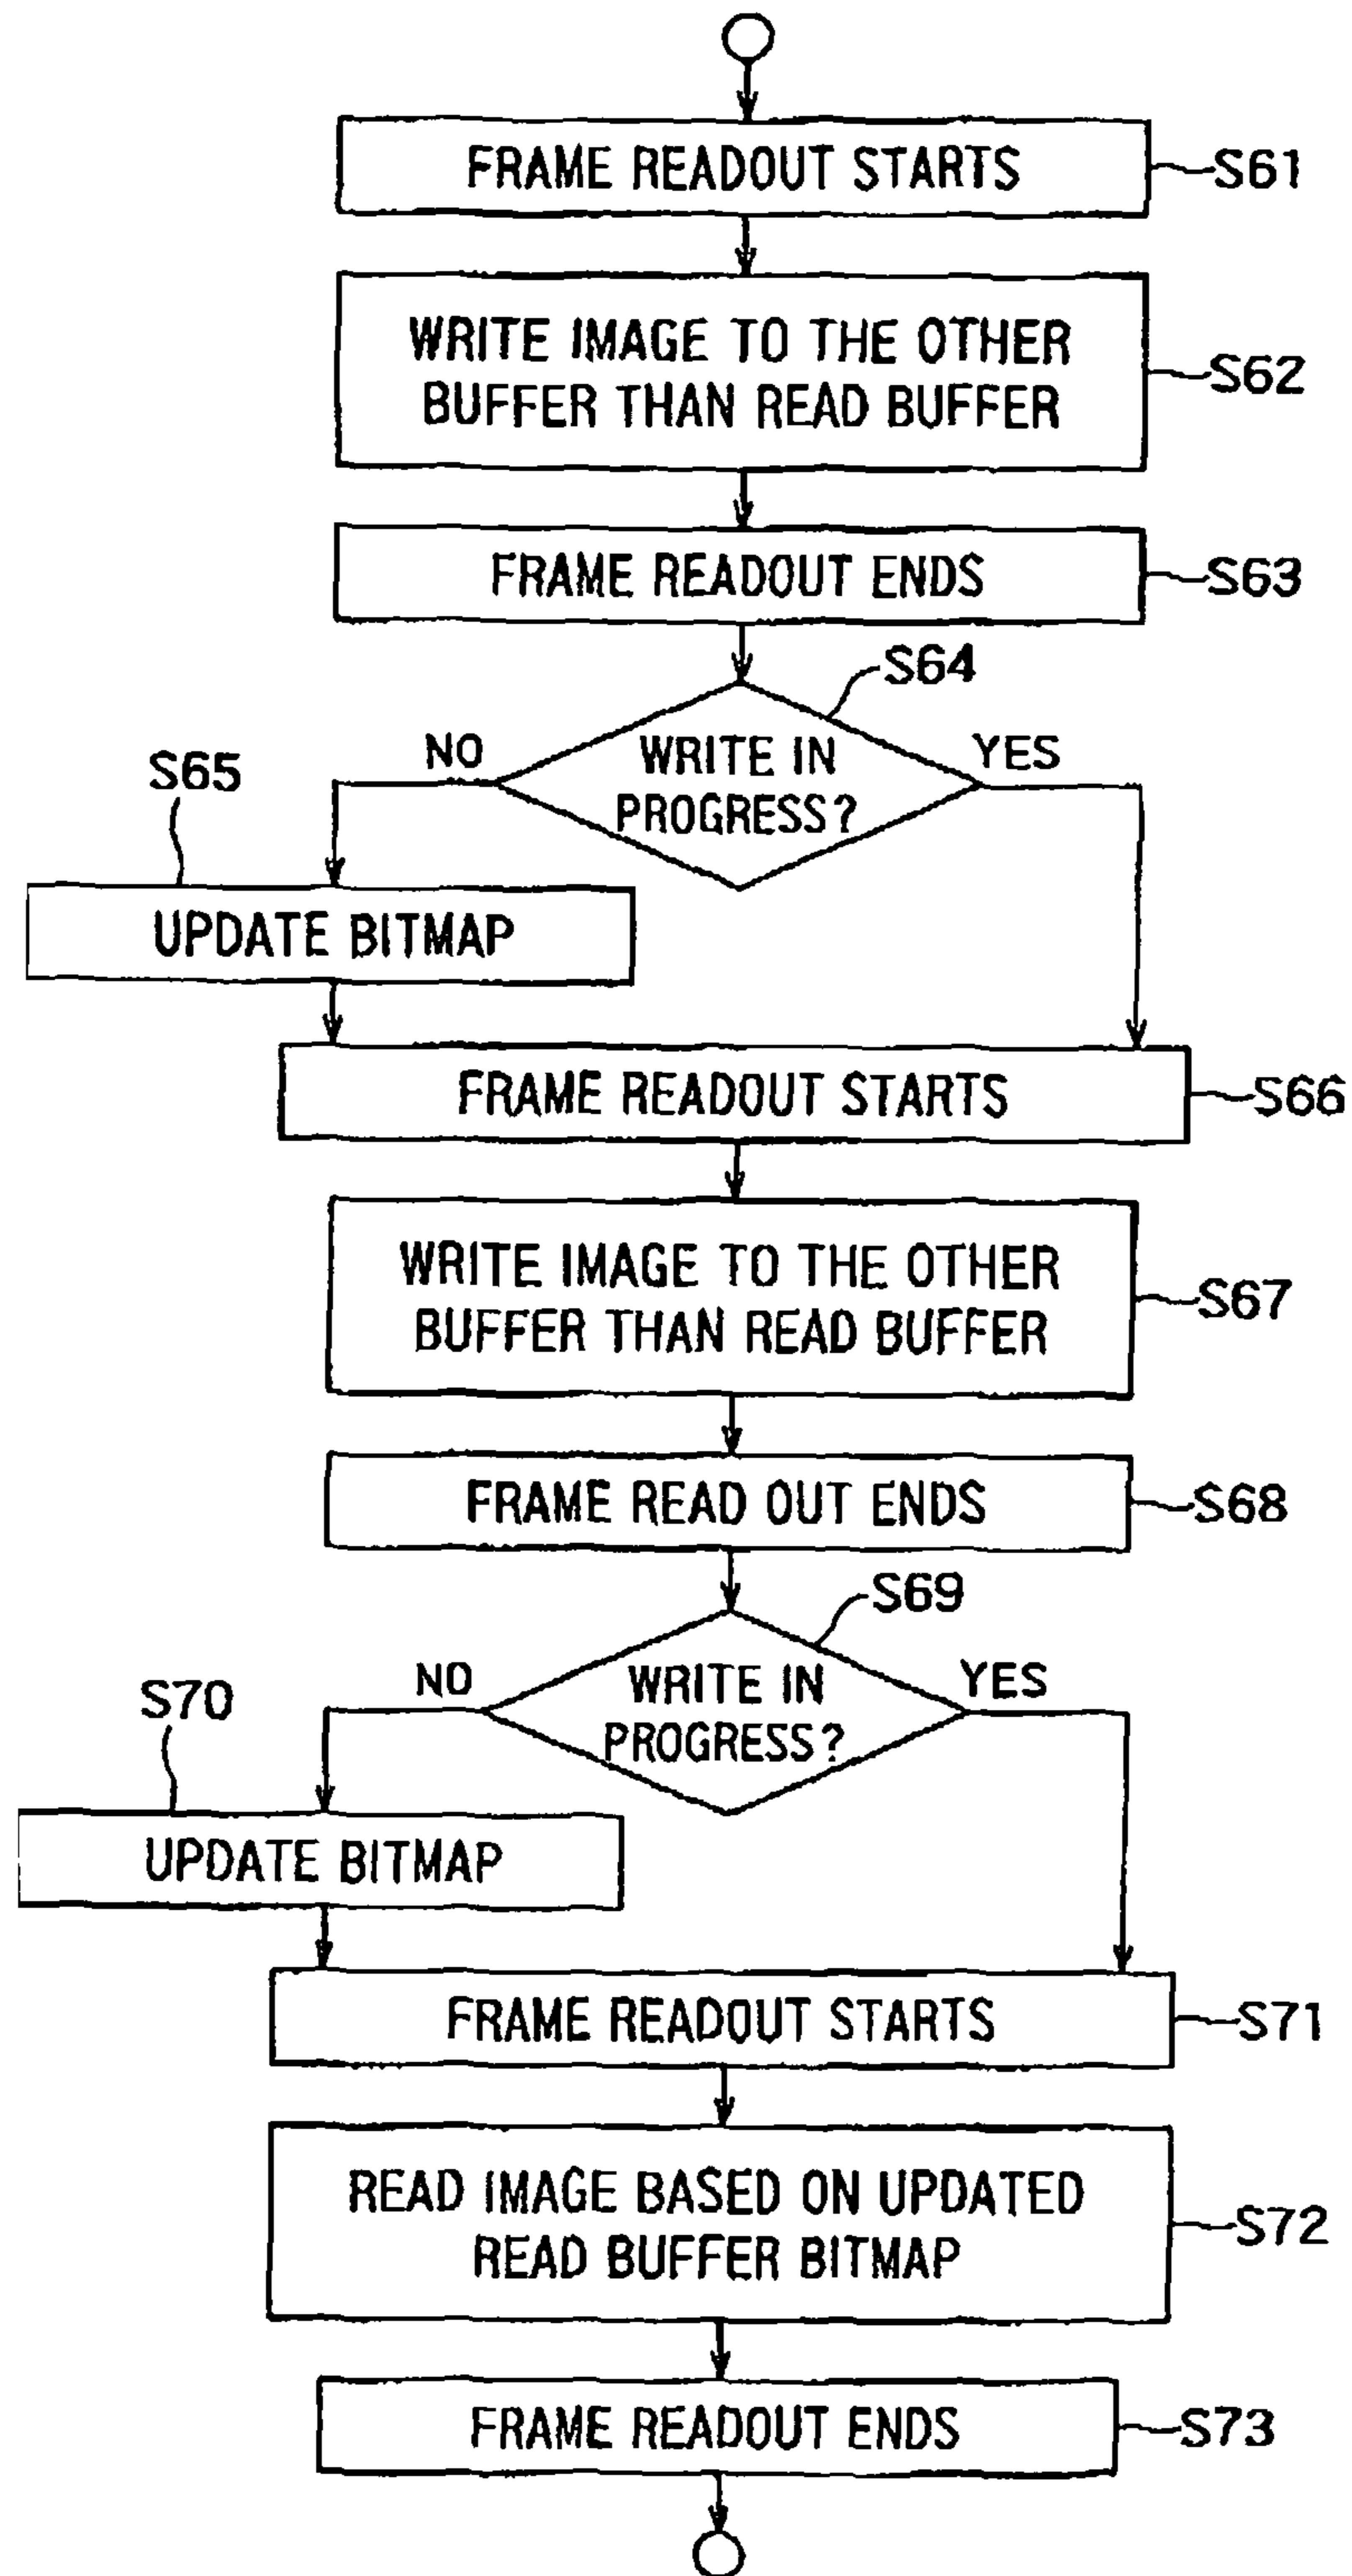 FRAME READOUT STARTS
S61
WRITE IMAGE TO THE OTHER
BUFFER THAN READ BUFFER
S62
FRAME READOUT ENDS
S63
S64
WRITE IN
PROGRESS?
NO
YES
S65
UPDATE BITMAP
FRAME READOUT STARTS
S66
WRITE IMAGE TO THE OTHER
BUFFER THAN READ BUFFER
S67
FRAME READ OUT ENDS
S68
S69
WRITE IN
PROGRESS?
NO
YES
S70
UPDATE BITMAP
FRAME READOUT STARTS
S71
READ IMAGE BASED ON UPDATED
READ BUFFER BITMAP
S72
FRAME READOUT ENDS
S73